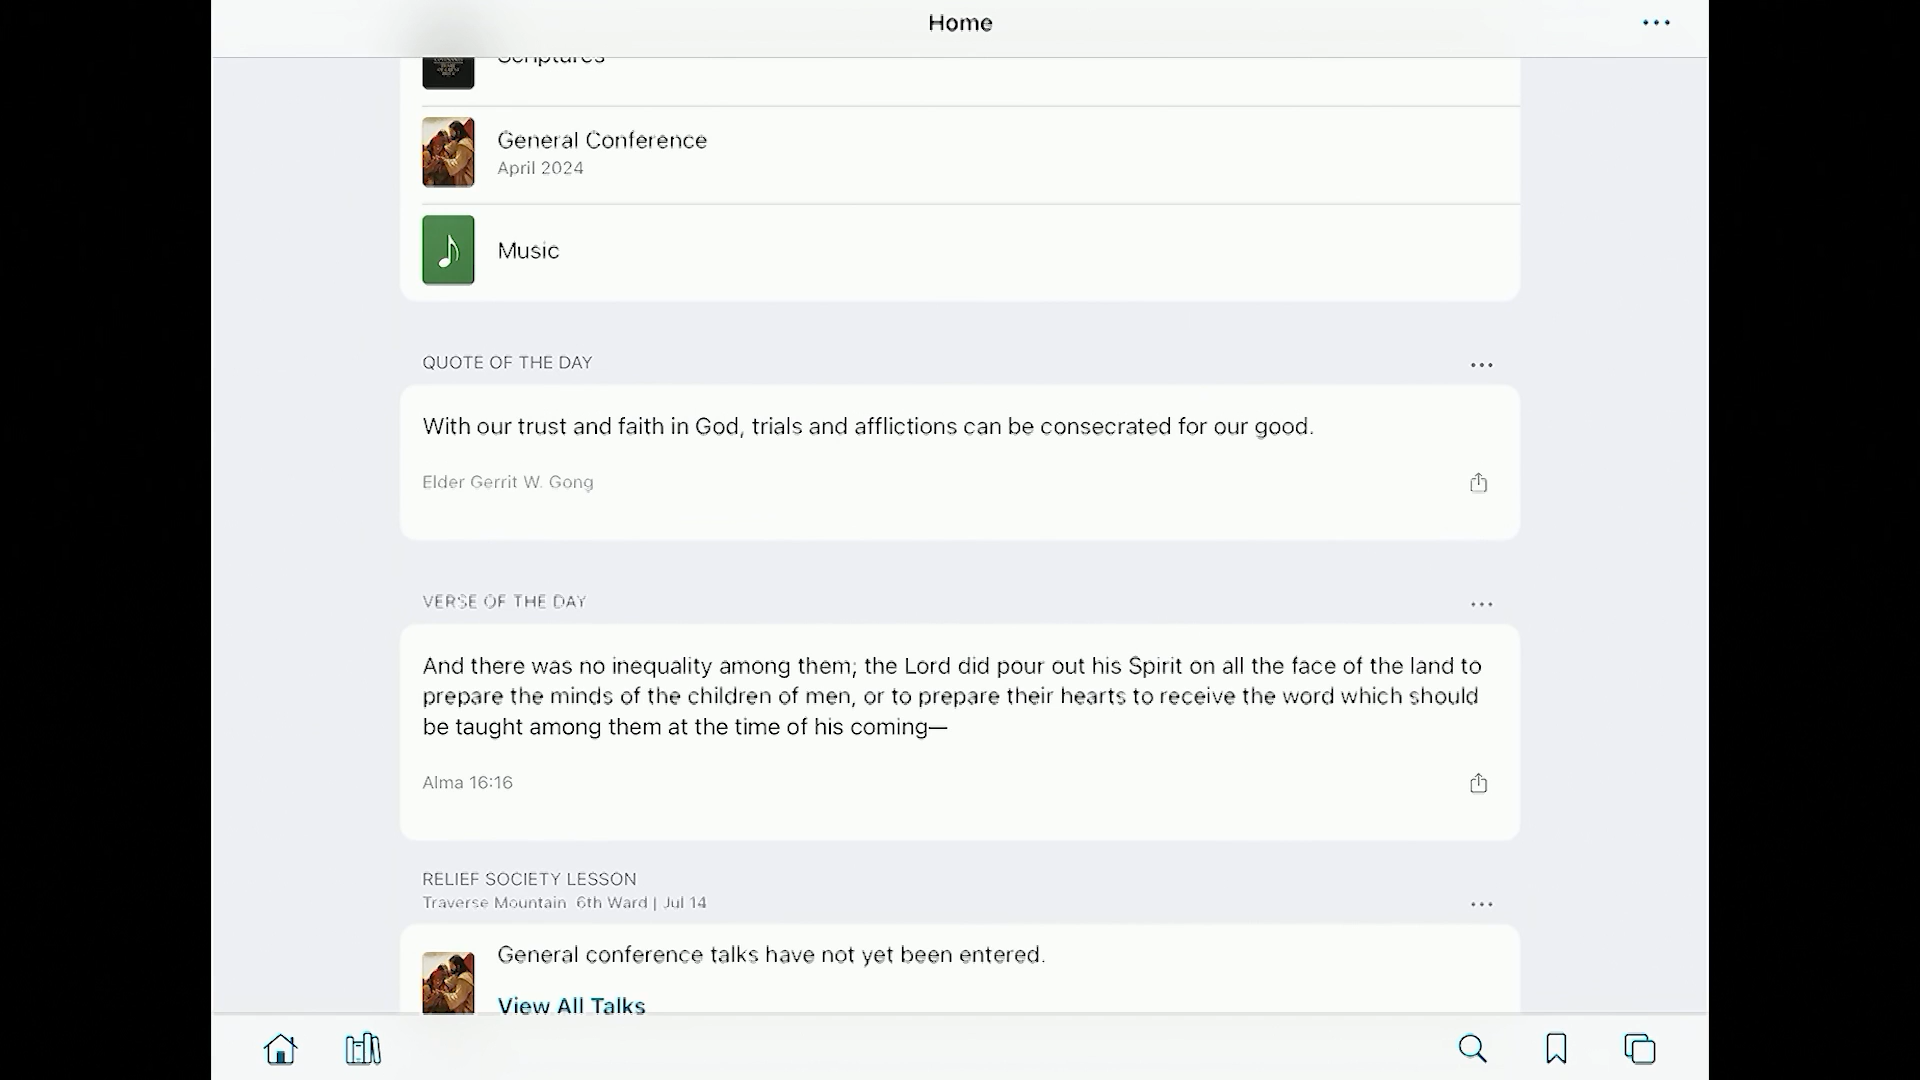 Home
Scriptures
General Conference
April 2024
Music
QUOTE OF THE DAY
With our trust and faith in God, trials and afflictions can be consecrated for our good.
Elder Gerrit W. Gong
VERSE OF THE DAY
And there was no inequality among them; the Lord did pour out his Spirit on all the face of the land to
prepare the minds of the children of men, or to prepare their hearts to receive the word which should
be taught among them at the time of his coming—
Alma 16:16
RELIEF SOCIETY LESSON
Traverse Mountain 6th Ward | Jul 14
General conference talks have not yet been entered.
View All Talks